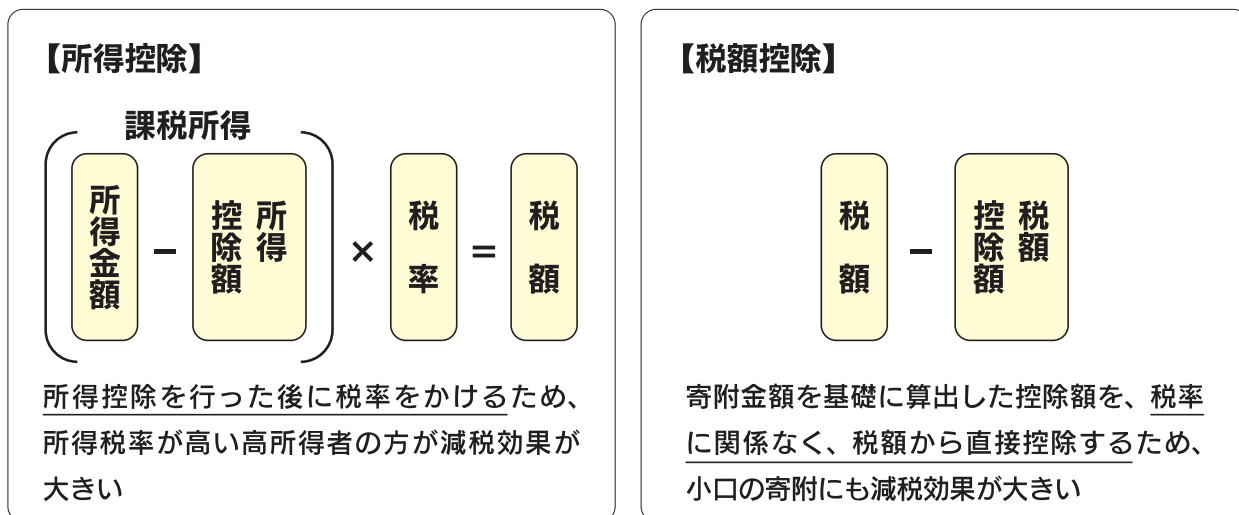 【所得控除】
課税所得
所得金額
−
所得
控除額
×
税率
=
税額
所得控除を行った後に税率をかけるため、
所得税率が高い高所得者の方が減税効果が
大きい
【税額控除】
税額
−
税額
控除額
寄附金額を基礎に算出した控除額を、税率
に関係なく、税額から直接控除するため、
小口の寄附にも減税効果が大きい